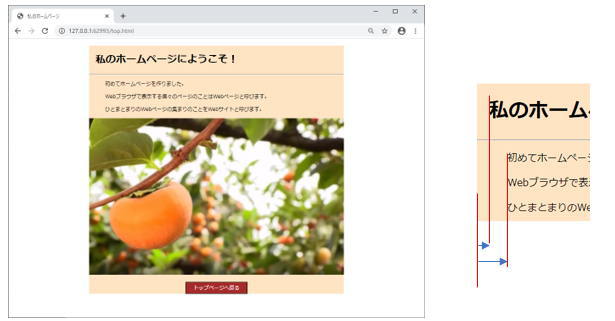 私のホームページ
127.0.0.1:62993/top.html
私のホームページにようこそ！
初めてホームページを作りました。
Webブラウザで表示する個々のページのことはWebページと呼びます。
ひとまとまりのWebページの集まりのことをWebサイトと呼びます。
トップページへ戻る
私のホーム
初めてホームペー
Webブラウザで表
ひとまとまりのWe